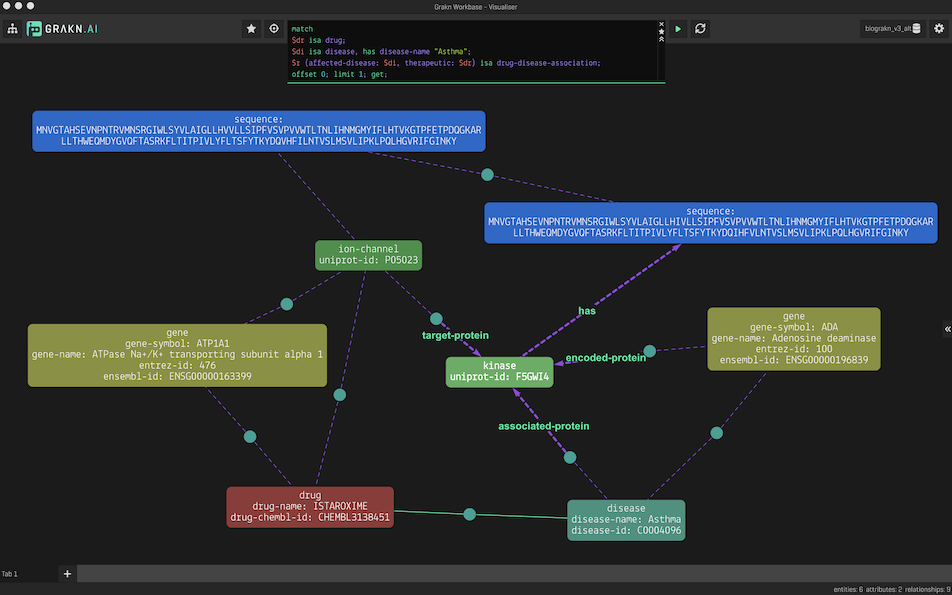 Grakn Workbase - Visualiser
GRAKN.AI
match
$dr isa drug;
$di isa disease, has disease-name "Asthma";
$r (affected-disease: $di, therapeutic: $dr) isa drug-disease-association;
offset 0; limit 1; get;
biograkn_v3_alt
sequence:
MNVGTAHSEVNPNTRVMNSRGIWLSYVLAIGLLHVVLLSIPFVSVPVVWTLTNLIHNMGMYIFLHTVKGTPFETPDQGKAR
LLTHWEQMDYGVQFTASRKFLTITPIVLYFLTSFYTKYDQVHFILNTVSLMSVLIPKLPQLHGVRIFGINKY
sequence:
MNVGTAHSEVNPNTRVMNSRGIWLSYVLAIGLLHIVLLSIPFVSVPVVWTLTNLIHNMGMYIFLHTVKGTPFETPDQGKAR
LLTHWEQMDYGVQFTASRKFLTITPIVLYFLTSFYTKYDQIHFVLNTVSLMSVLIPKLPQLHGVRIFGINKY
ion-channel
uniprot-id: P05023
has
gene
gene-symbol: ATP1A1
gene-name: ATPase Na+/K+ transporting subunit alpha 1
entrez-id: 476
ensembl-id: ENSG00000163399
target-protein
kinase
uniprot-id: F5GWI4
encoded-protein
gene
gene-symbol: ADA
gene-name: Adenosine deaminase
entrez-id: 100
ensembl-id: ENSG00000196839
associated-protein
drug
drug-name: ISTAROXIME
drug-chembl-id: CHEMBL3138451
disease
disease-name: Asthma
disease-id: C0004096
Tab 1
entities: 6 attributes: 2 relationships: 9